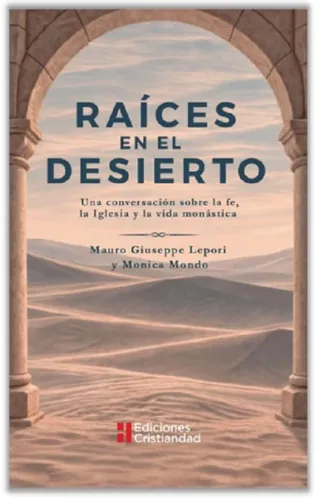 RAÍCES
EN EL
DESIERTO
Una conversación sobre la fe,
la Iglesia y la vida monástica
Mauro Giuseppe Lepori
y Monica Mondo
Ediciones
Cristiandad